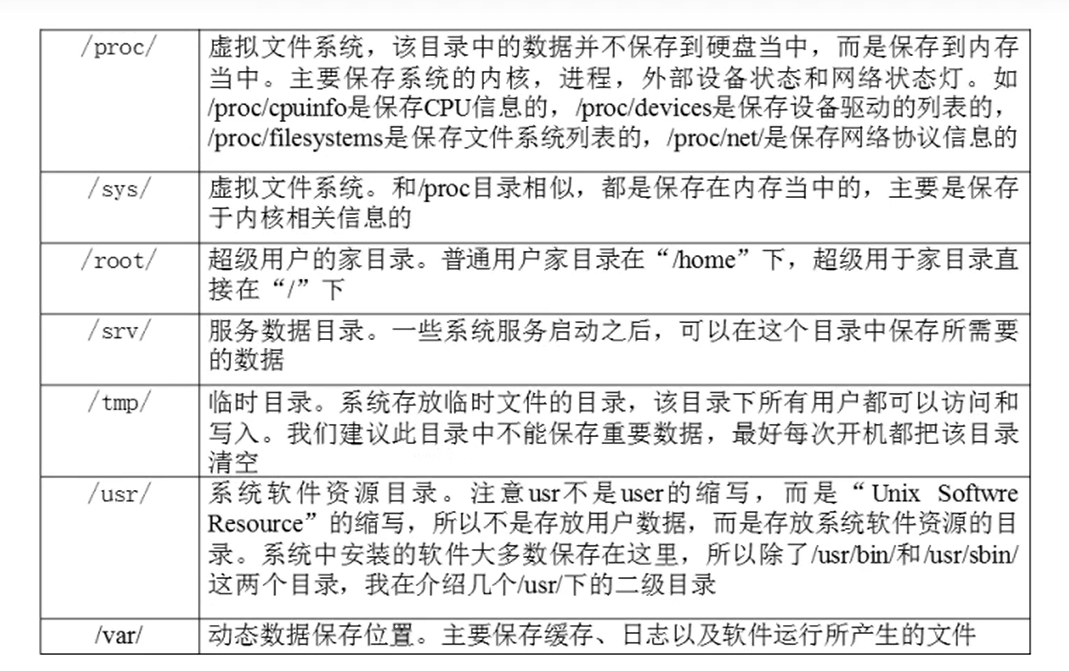 /proc/
虚拟文件系统，该目录中的数据并不保存到硬盘当中，而是保存到内存
当中。主要保存系统的内核，进程，外部设备状态和网络状态灯。如
/proc/cpuinfo是保存CPU信息的，/proc/devices是保存设备驱动的列表的，
/proc/filesystems是保存文件系统列表的，/proc/net/是保存网络协议信息的
/sys/
虚拟文件系统。和/proc目录相似，都是保存在内存当中的，主要是保存
于内核相关信息的
/root/
超级用户的家目录。普通用户家目录在“/home”下，超级用于家目录直
接在“/”下
/srv/
服务数据目录。一些系统服务启动之后，可以在这个目录中保存所需要
的数据
/tmp/
临时目录。系统存放临时文件的目录，该目录下所有用户都可以访问和
写入。我们建议此目录中不能保存重要数据，最好每次开机都把该目录
清空
/usr/
系统软件资源目录。注意usr不是user的缩写，而是“Unix Softwre
Resource”的缩写，所以不是存放用户数据，而是存放系统软件资源的目
录。系统中安装的软件大多数保存在这里，所以除了/usr/bin/和/usr/sbin/
这两个目录，我在介绍几个/usr/下的二级目录
/var/
动态数据保存位置。主要保存缓存、日志以及软件运行所产生的文件